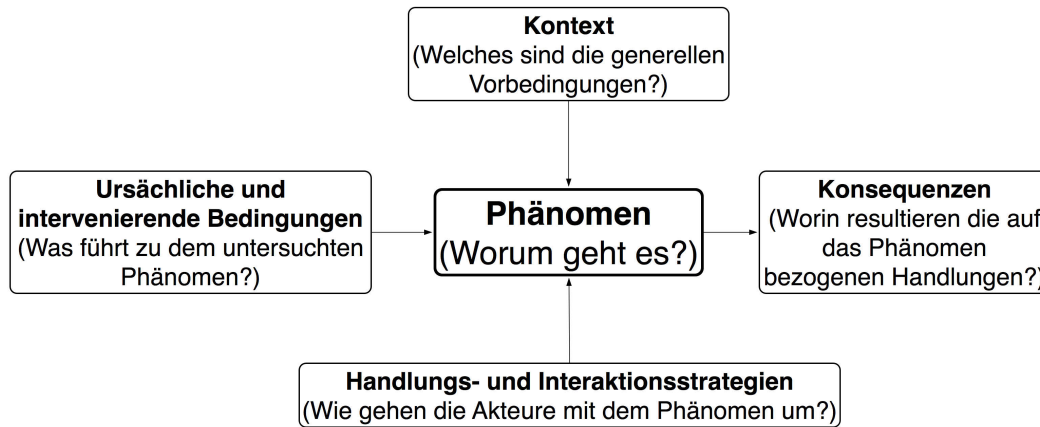 Kontext
(Welches sind die generellen
Vorbedingungen?)
Ursächliche und
intervenierende Bedingungen
(Was führt zu dem untersuchten
Phänomen?)
Phänomen
(Worum geht es?)
Konsequenzen
(Worin resultieren die auf
das Phänomen
bezogenen Handlungen?)
Handlungs- und Interaktionsstrategien
(Wie gehen die Akteure mit dem Phänomen um?)